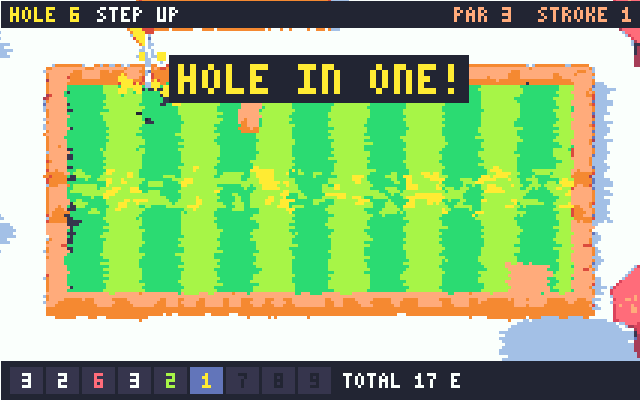 HOLE 6 STEP UP PAR 3 STROKE 1
HOLE IN ONE!
3 2 6 3 2 1 7 8 9 TOTAL 17 E